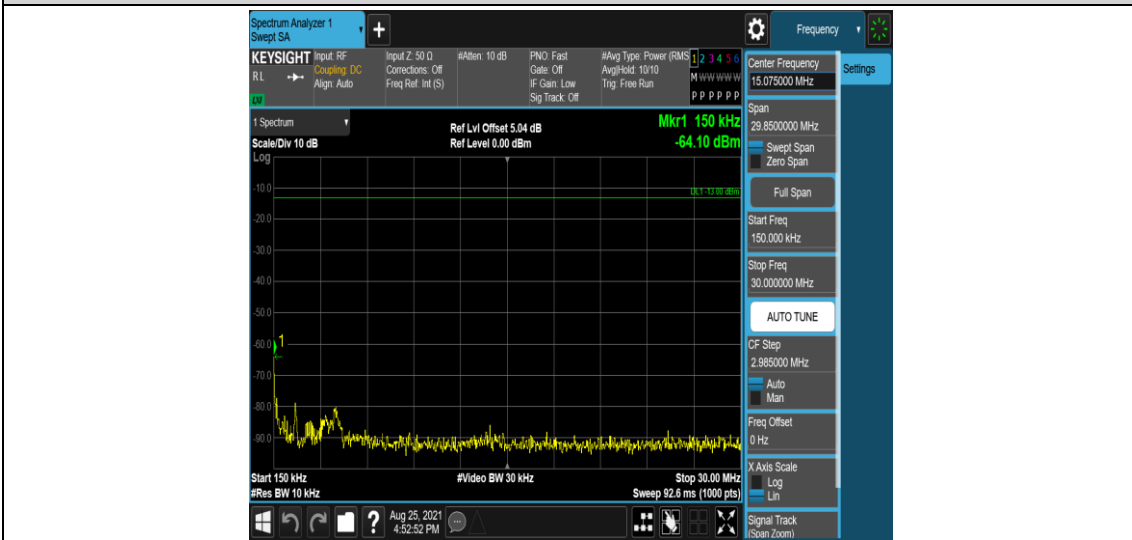 Spectrum Analyzer 1
Swept SA
+
Frequency
KEYSIGHT
RL
LXI
Input: RF
Coupling: DC
Align: Auto
Input Z: 50 Ω
Corrections: Off
Freq Ref: Int (S)
#Atten: 10 dB
PNO: Fast
Gate: Off
IF Gain: Low
Sig Track: Off
#Avg Type: Power (RMS
Avg|Hold: 10/10
Trig: Free Run
1 2 3 4 5 6
M W W W W W
P P P P P P
1 Spectrum
Scale/Div 10 dB
Log
Ref Lvl Offset 5.04 dB
Ref Level 0.00 dBm
Mkr1 150 kHz
-64.10 dBm
DL1 -13.00 dBm
-10.0
-20.0
-30.0
-40.0
-50.0
-60.0
1
-70.0
-80.0
-90.0
Start 150 kHz
#Video BW 30 kHz
Stop 30.00 MHz
#Res BW 10 kHz
Sweep 92.6 ms (1000 pts)
?
Aug 25, 2021
4:52:52 PM
Center Frequency
15.075000 MHz
Settings
Span
29.8500000 MHz
Swept Span
Zero Span
Full Span
Start Freq
150.000 kHz
Stop Freq
30.000000 MHz
AUTO TUNE
CF Step
2.985000 MHz
Auto
Man
Freq Offset
0 Hz
X Axis Scale
Log
Lin
Signal Track
(Span Zoom)